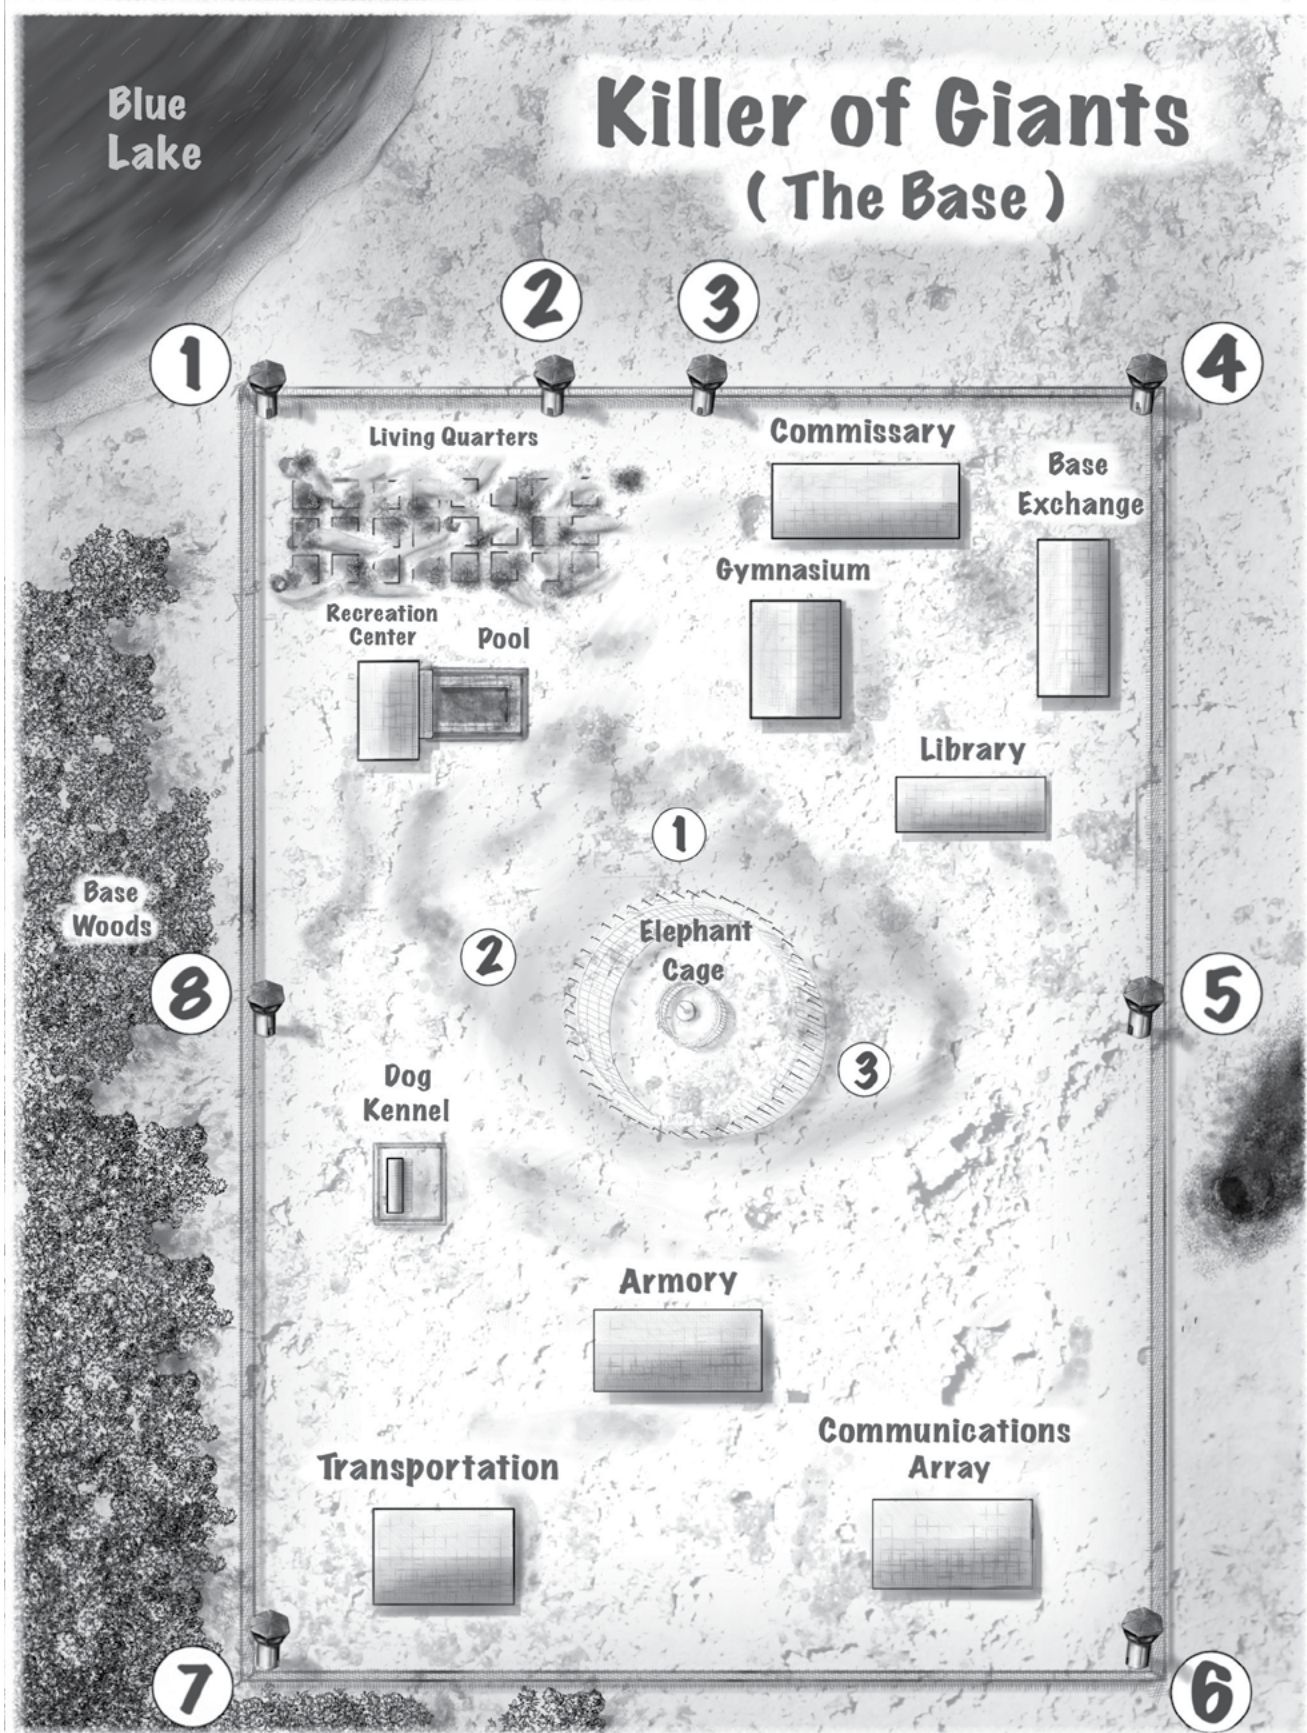 Blue
Lake
Killer of Giants
( The Base )
2
3
1
4
Living Quarters
Commissary
Base
Exchange
Gymnasium
Recreation
Center
Pool
Library
1
Base
Woods
Elephant
Cage
2
8
5
3
Dog
Kennel
Armory
Communications
Array
Transportation
7
6